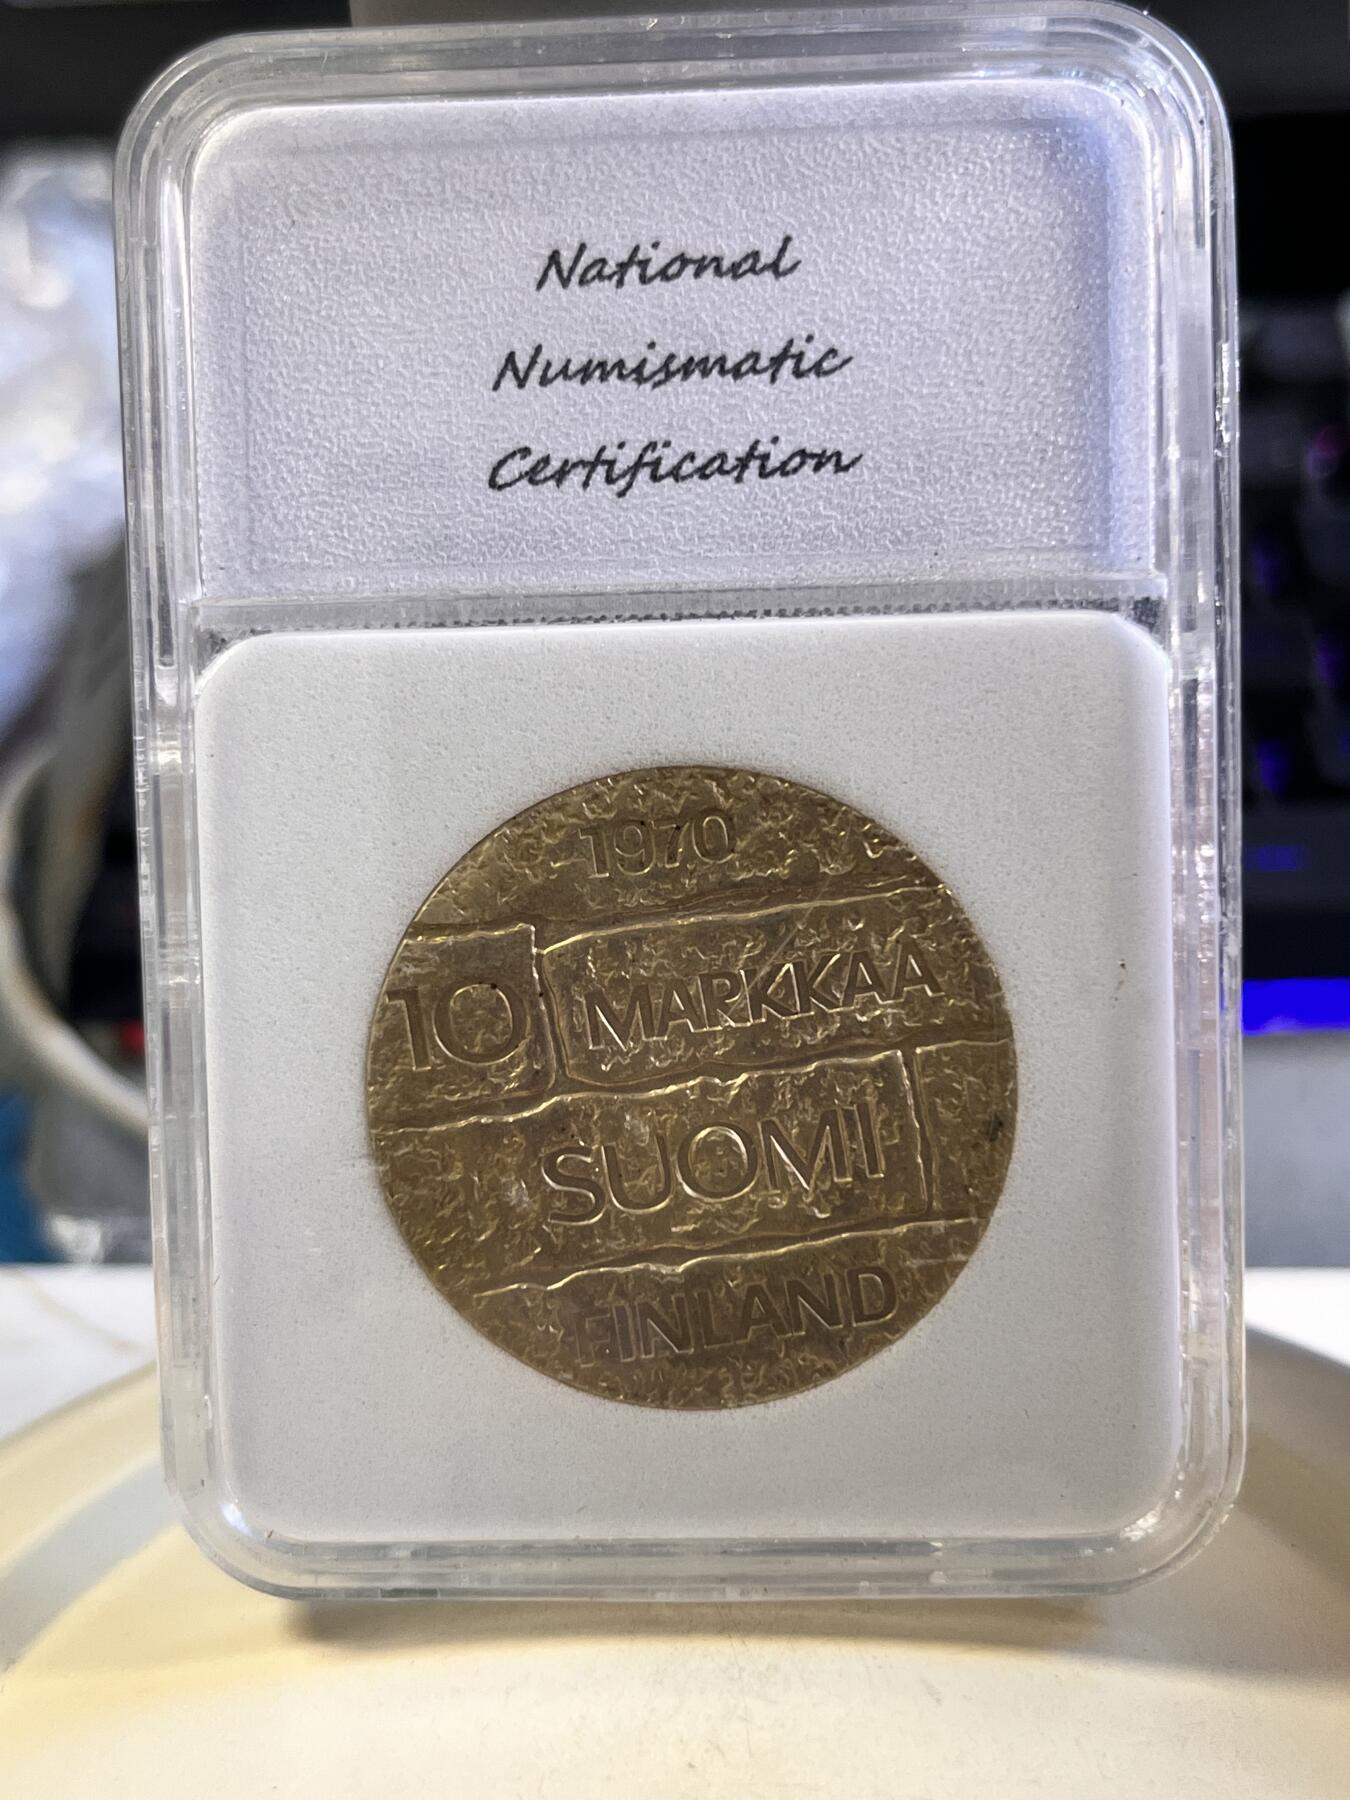 National
Numismatic
Certification
1970
10 MARKKAA
SUOMI
FINLAND